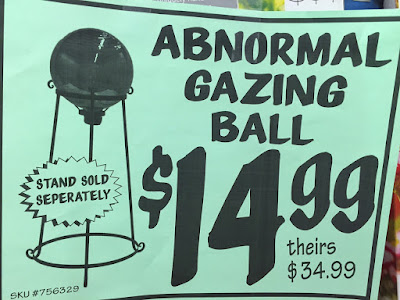 ABNORMAL
GAZING
BALL
$14.99
theirs
$34.99
STAND SOLD
SEPERATELY
SKU #756329